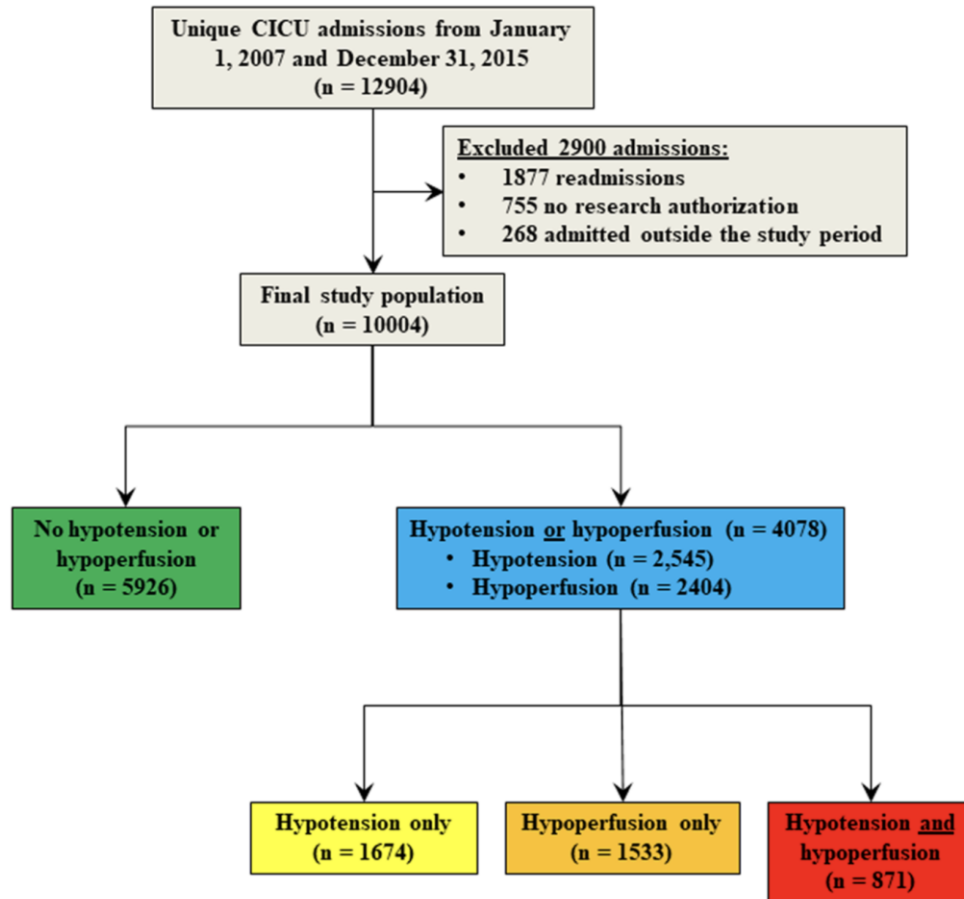 Unique CICU admissions from January
1, 2007 and December 31, 2015
(n = 12904)
Excluded 2900 admissions:
• 1877 readmissions
• 755 no research authorization
• 268 admitted outside the study period
Final study population
(n = 10004)
No hypotension or
hypoperfusion
(n = 5926)
Hypotension or hypoperfusion (n = 4078)
• Hypotension (n = 2,545)
• Hypoperfusion (n = 2404)
Hypotension only
(n = 1674)
Hypoperfusion only
(n = 1533)
Hypotension and
hypoperfusion
(n = 871)